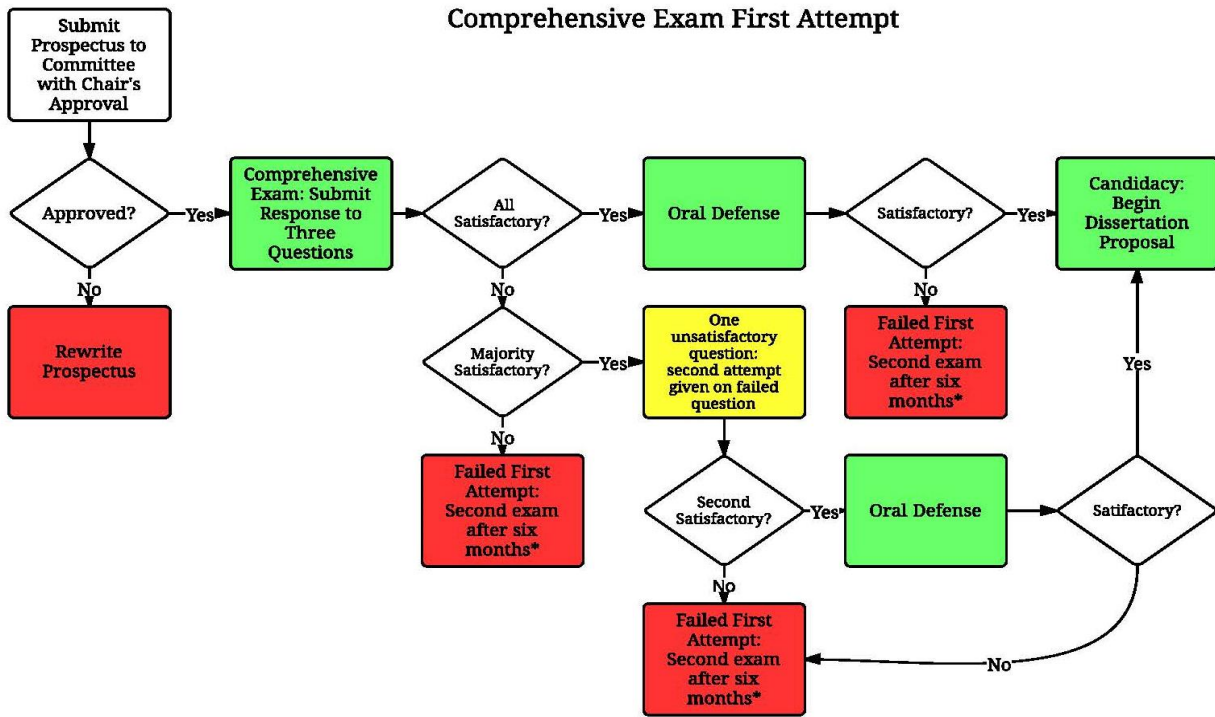 Comprehensive Exam First Attempt
Submit
Prospectus to
Committee
with Chair's
Approval
Approved?
Yes
Comprehensive
Exam: Submit
Response to
Three
Questions
All
Satisfactory?
Yes
Oral Defense
Satisfactory?
Yes
Candidacy:
Begin
Dissertation
Proposal
No
Rewrite
Prospectus
No
Majority
Satisfactory?
Yes
One
unsatisfactory
question:
second attempt
given on failed
question
No
Failed First
Attempt:
Second exam
after six
months*
Yes
No
Failed First
Attempt:
Second exam
after six
months*
Second
Satisfactory?
Yes
Oral Defense
Satifactory?
No
Failed First
Attempt:
Second exam
after six
months*
No